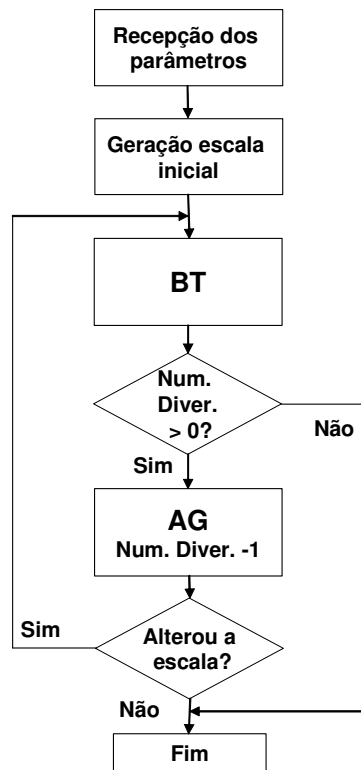 Recepção dos
parâmetros
Geração escala
inicial
BT
Num.
Diver.
> 0?
Não
Sim
AG
Num. Diver. -1
Sim
Alterou a
escala?
Não
Fim